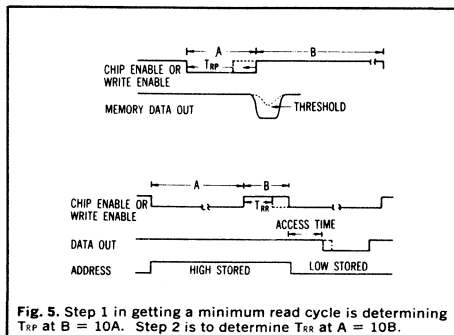 A
B
TRP
CHIP ENABLE OR
WRITE ENABLE
THRESHOLD
MEMORY DATA OUT
A
B
CHIP ENABLE OR
WRITE ENABLE
TRR
ACCESS TIME
DATA OUT
ADDRESS
HIGH STORED
LOW STORED
Fig. 5. Step 1 in getting a minimum read cycle is determining
TRP at B = 10A. Step 2 is to determine TRR at A = 10B.